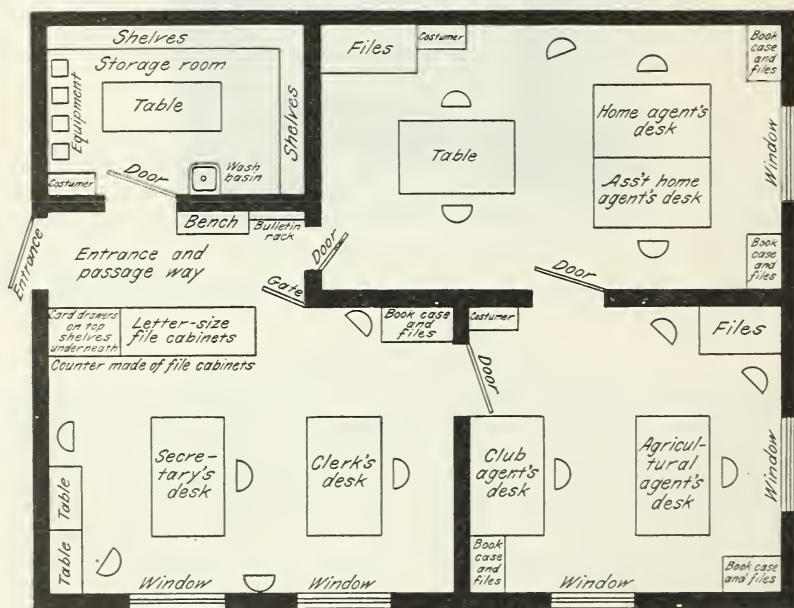 Shelves
Storage room
Equipment
Table
Shelves
Costumer
Door
Wash
basin
Files
Costumer
Table
Home agent's
desk
Ass't home
agent's desk
Book
case
and
files
Window
Book
case
and
files
Entrance
Entrance and
passage way
Bench
Bulletin
rack
Door
Gate
Door
Card drawers
on top
shelves
underneath
Letter-size
file cabinets
Counter made of file cabinets
Book case
and
files
Secre-
tary's
desk
Clerk's
desk
Table
Table
Window
Window
Costumer
Door
Files
Club
agent's
desk
Agricul-
tural
agent's
desk
Window
Book
case
and
files
Window
Book case
and files